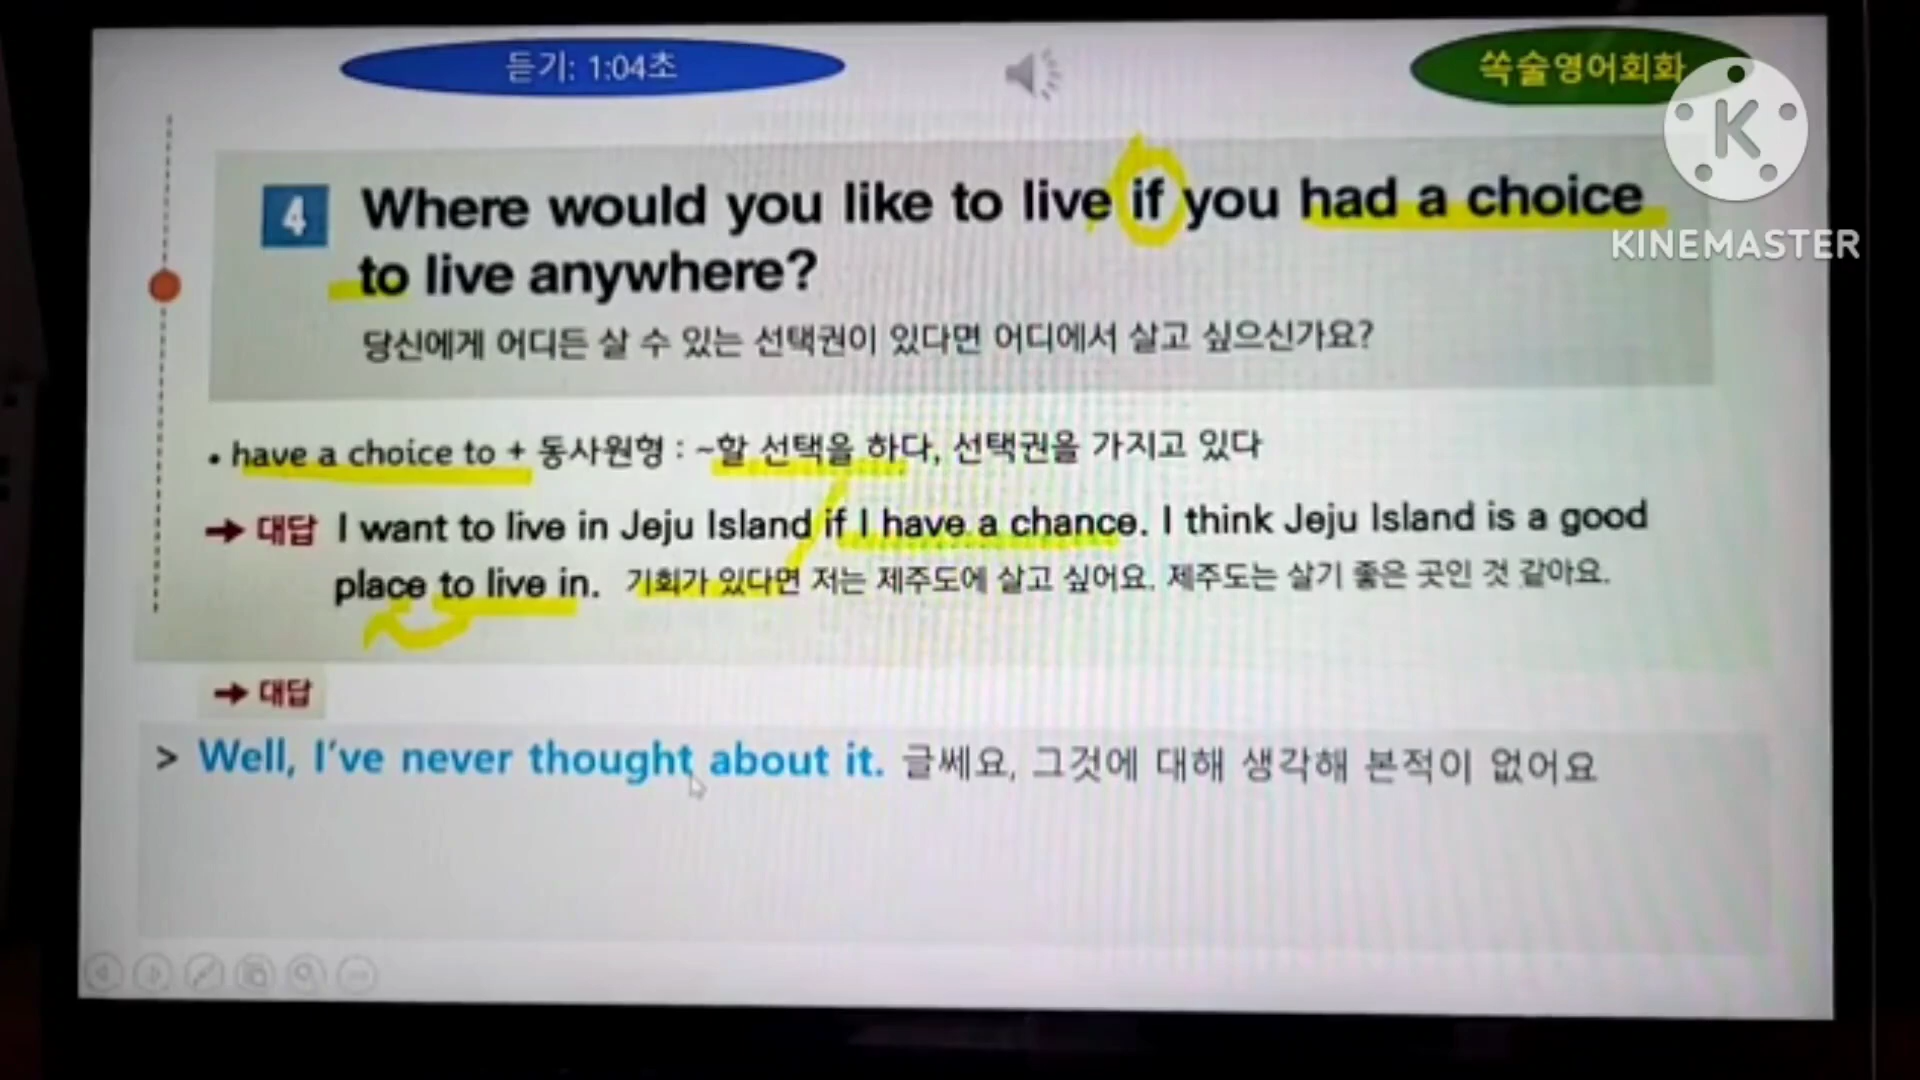 듣기: 1:04초
쏙술영어회화
K
KINEMASTER
4 Where would you like to live if you had a choice
to live anywhere?
당신에게 어디든 살 수 있는 선택권이 있다면 어디에서 살고 싶으신가요?
• have a choice to + 동사원형 : ~할 선택을 하다, 선택권을 가지고 있다
➔ 대답 I want to live in Jeju Island if I have a chance. I think Jeju Island is a good
place to live in. 기회가 있다면 저는 제주도에 살고 싶어요. 제주도는 살기 좋은 곳인 것 같아요.
➔ 대답
> Well, I've never thought about it. 글쎄요, 그것에 대해 생각해 본적이 없어요